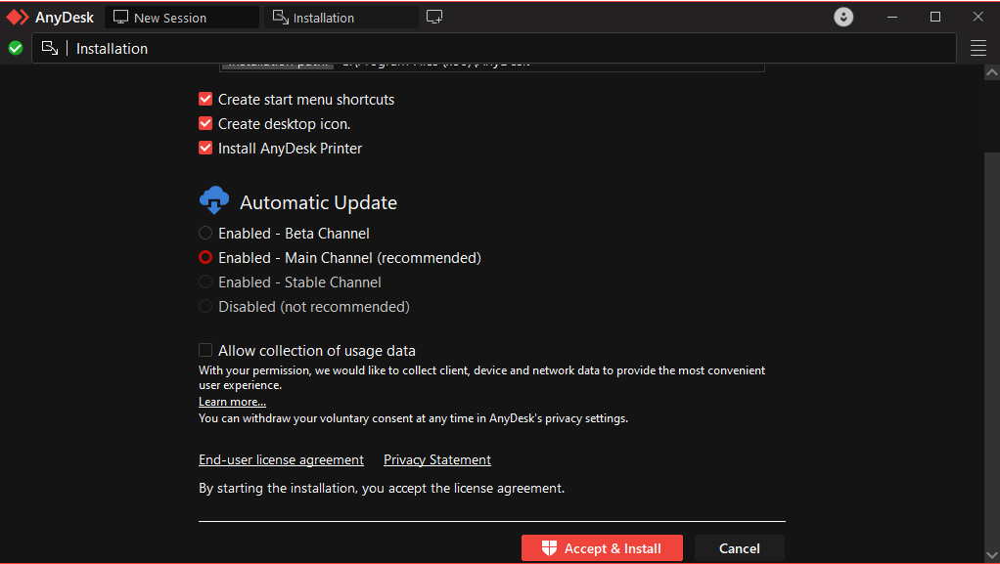 AnyDesk
New Session
Installation
Installation
Create start menu shortcuts
Create desktop icon.
Install AnyDesk Printer
Automatic Update
Enabled - Beta Channel
Enabled - Main Channel (recommended)
Enabled - Stable Channel
Disabled (not recommended)
Allow collection of usage data
With your permission, we would like to collect client, device and network data to provide the most convenient
user experience.
Learn more...
You can withdraw your voluntary consent at any time in AnyDesk's privacy settings.
End-user license agreement Privacy Statement
By starting the installation, you accept the license agreement.
Accept & Install Cancel